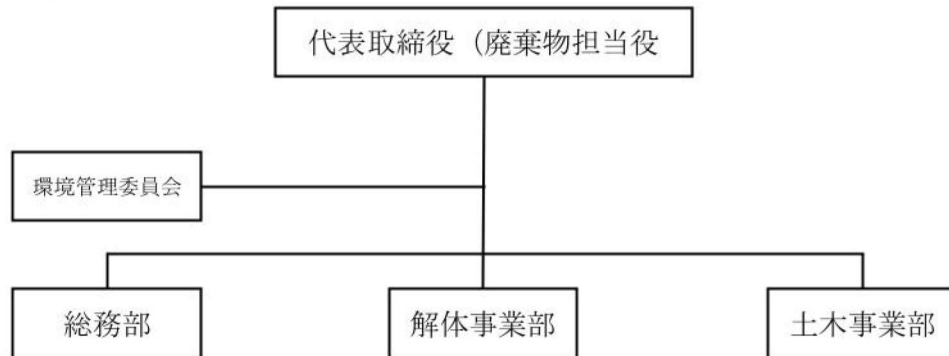 代表取締役（廃棄物担当役
環境管理委員会
総務部
解体事業部
土木事業部